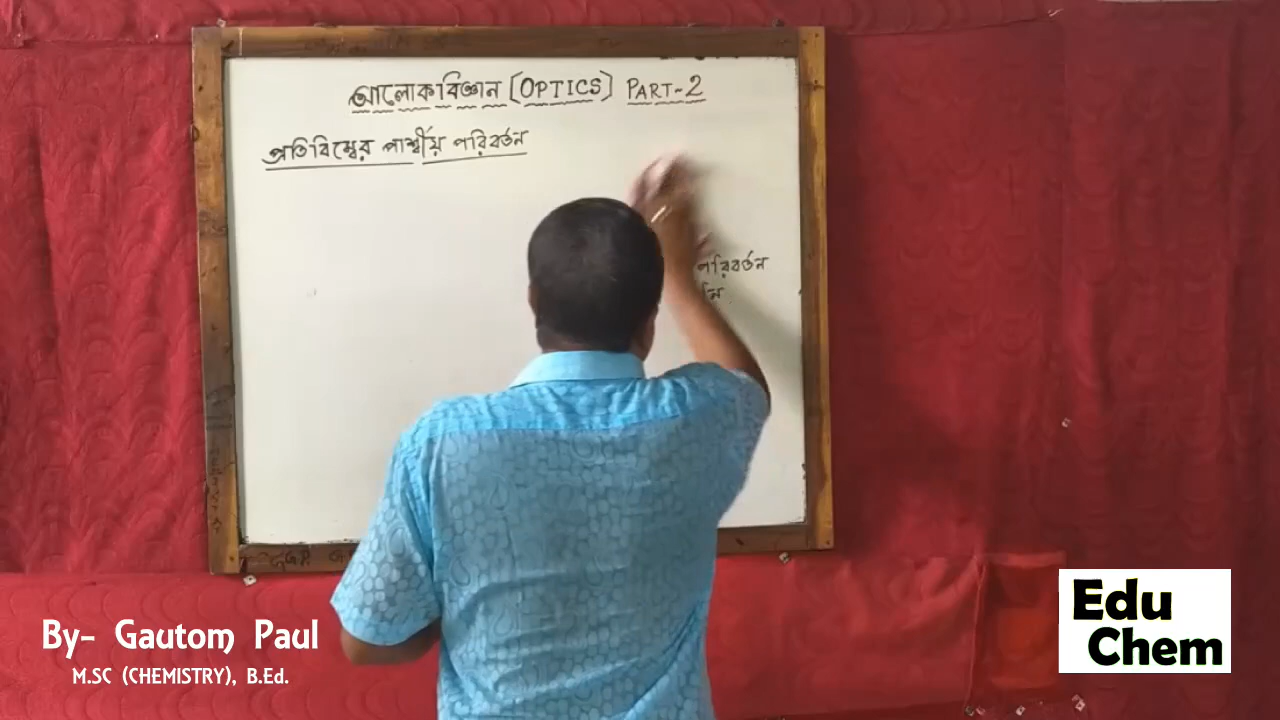 আলোকবিজ্ঞান [OPTICS] PART-2
প্রতিবিম্বের পার্শ্বীয় পরিবর্তন
পরিবর্তন
By- Gautom Paul
M.SC (CHEMISTRY), B.Ed.
Edu
Chem